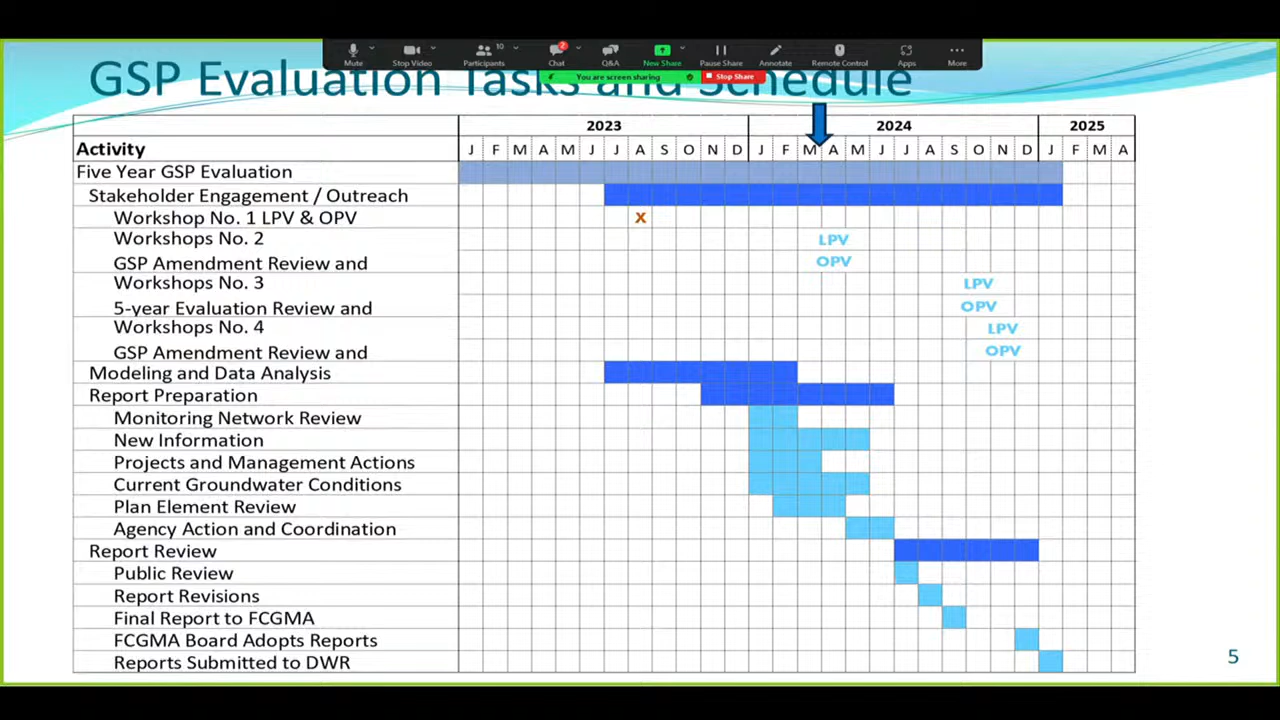 Mute Stop Video Participants 10 Chat 2 Q&A New Share Pause Share Annotate Remote Control Apps More
You are screen sharing Stop Share
GSP Evaluation Tasks and Schedule
2023 2024 2025
Activity J F M A M J J A S O N D J F M A M J J A S O N D J F M A
Five Year GSP Evaluation
Stakeholder Engagement / Outreach
Workshop No. 1 LPV & OPV X
Workshops No. 2 LPV
GSP Amendment Review and OPV
Workshops No. 3 LPV
5-year Evaluation Review and OPV
Workshops No. 4 LPV
GSP Amendment Review and OPV
Modeling and Data Analysis
Report Preparation
Monitoring Network Review
New Information
Projects and Management Actions
Current Groundwater Conditions
Plan Element Review
Agency Action and Coordination
Report Review
Public Review
Report Revisions
Final Report to FCGMA
FCGMA Board Adopts Reports
Reports Submitted to DWR
5